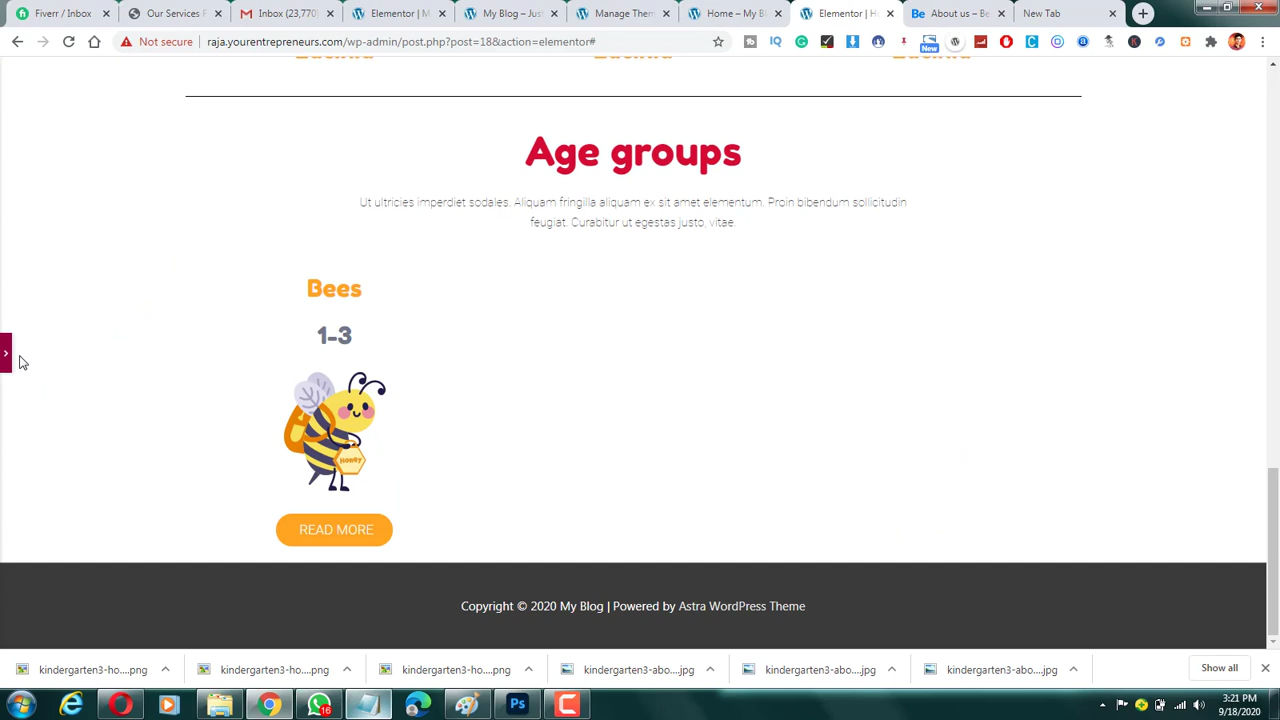 Fiverr / Inbox
Our Services F
Inbox (23,770)
Elementor | M
My Blog – Just
Manage Them
Home – My Bl
Elementor | H
About us – Be
New Tab
Not secure
raja.yourentrepreneurs.com/wp-admin/post.php?post=188&action=elementor#
IQ
New
Age groups
Ut ultricies imperdiet sodales. Aliquam fringilla aliquam ex sit amet elementum. Proin bibendum sollicitudin
feugiat. Curabitur ut egestas justo, vitae.
Bees
1-3
Honey
READ MORE
Copyright © 2020 My Blog | Powered by Astra WordPress Theme
kindergarten3-ho....png
kindergarten3-ho....png
kindergarten3-ho....png
kindergarten3-abo....jpg
kindergarten3-abo....jpg
kindergarten3-abo....jpg
Show all
16
Ps
3:21 PM
9/18/2020